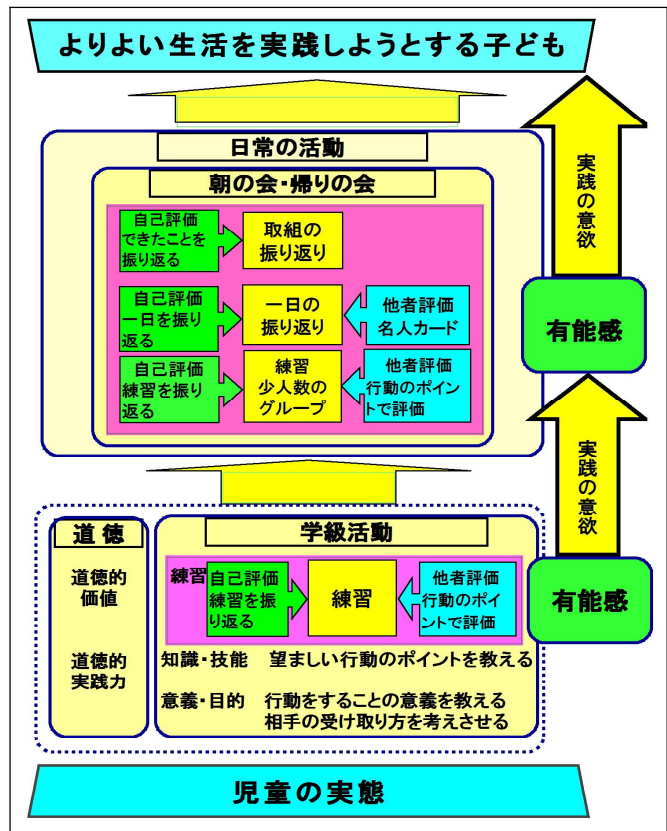 よりよい生活を実践しようとする子ども
日常の活動
朝の会・帰りの会
自己評価
できたことを
振り返る
取組の
振り返り
自己評価
一日を振り
返る
一日の
振り返り
他者評価
名人カード
自己評価
練習を振り
返る
練習
少人数の
グループ
他者評価
行動のポイン
トで評価
実践の意欲
有能感
実践の意欲
有能感
道徳
道徳的
価値
道徳的
実践力
学級活動
練習
自己評価
練習を振
り返る
練習
他者評価
行動のポイ
ントで評価
知識・技能 望ましい行動のポイントを教える
意義・目的 行動をすることの意義を教える
相手の受け取り方を考えさせる
児童の実態